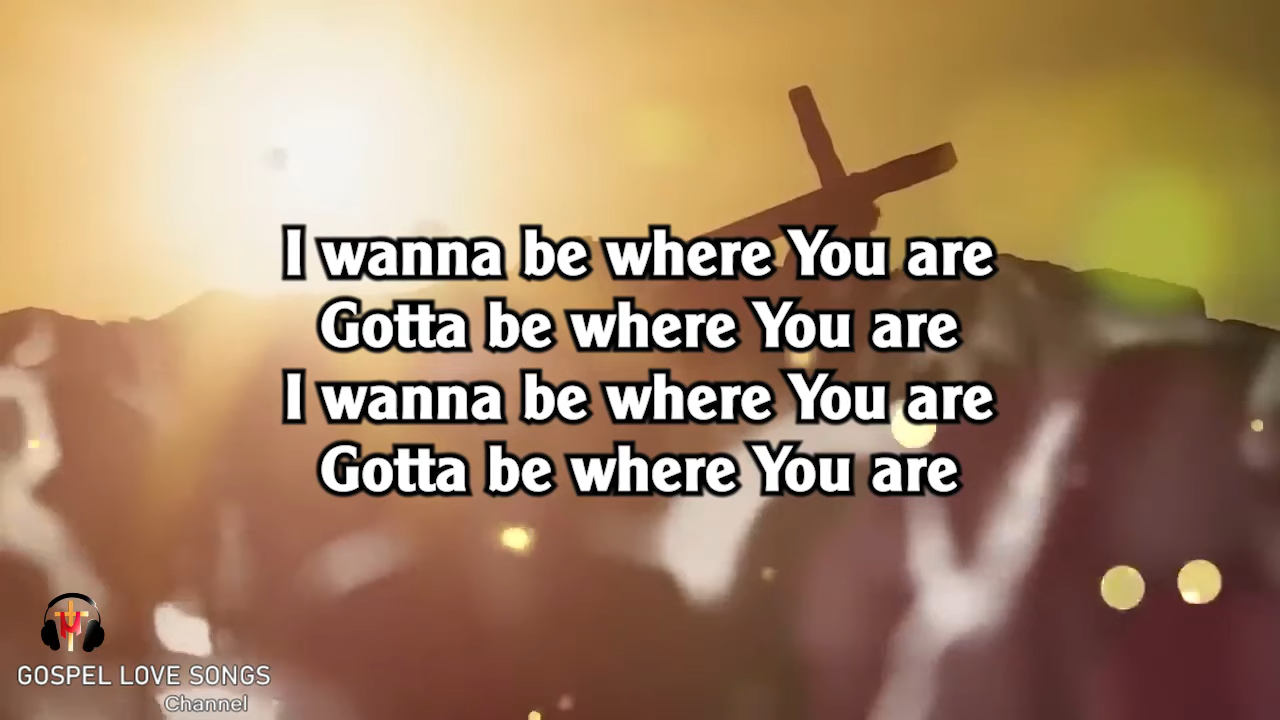 I wanna be where You are
Gotta be where You are
I wanna be where You are
Gotta be where You are
GOSPEL LOVE SONGS
Channel